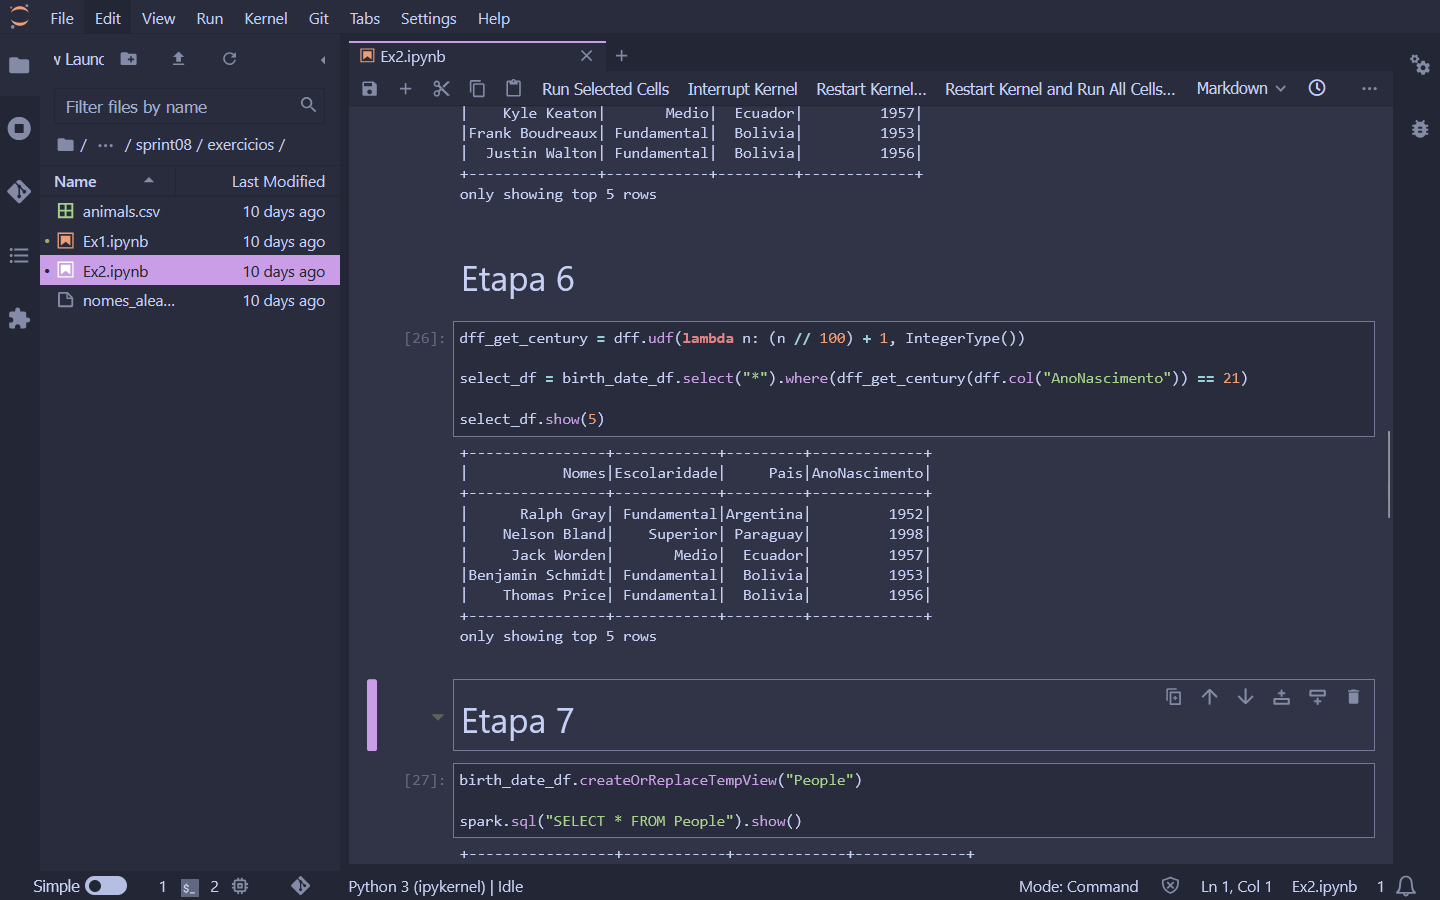 File Edit View Run Kernel Git Tabs Settings Help
w Launc
Ex2.ipynb
Run Selected Cells Interrupt Kernel Restart Kernel... Restart Kernel and Run All Cells... Markdown
Filter files by name
/ ... / sprint08 / exercicios /
Name Last Modified
animals.csv 10 days ago
Ex1.ipynb 10 days ago
Ex2.ipynb 10 days ago
nomes_alea... 10 days ago
|    Kyle Keaton|       Medio|  Ecuador|         1957|
|Frank Boudreaux| Fundamental|  Bolivia|         1953|
|  Justin Walton| Fundamental|  Bolivia|         1956|
+---------------+------------+---------+-------------+
only showing top 5 rows
Etapa 6
[26]:
dff_get_century = dff.udf(lambda n: (n // 100) + 1, IntegerType())
select_df = birth_date_df.select("*").where(dff_get_century(dff.col("AnoNascimento")) == 21)
select_df.show(5)
+----------------+------------+---------+-------------+
|           Nomes|Escolaridade|     Pais|AnoNascimento|
+----------------+------------+---------+-------------+
|      Ralph Gray| Fundamental|Argentina|         1952|
|    Nelson Bland|    Superior| Paraguay|         1998|
|     Jack Worden|       Medio|  Ecuador|         1957|
|Benjamin Schmidt| Fundamental|  Bolivia|         1953|
|    Thomas Price| Fundamental|  Bolivia|         1956|
+----------------+------------+---------+-------------+
only showing top 5 rows
Etapa 7
[27]:
birth_date_df.createOrReplaceTempView("People")
spark.sql("SELECT * FROM People").show()
+-----------------+------------+-------------+-------------+
Simple 1 $_ 2 Python 3 (ipykernel) | Idle Mode: Command Ln 1, Col 1 Ex2.ipynb 1